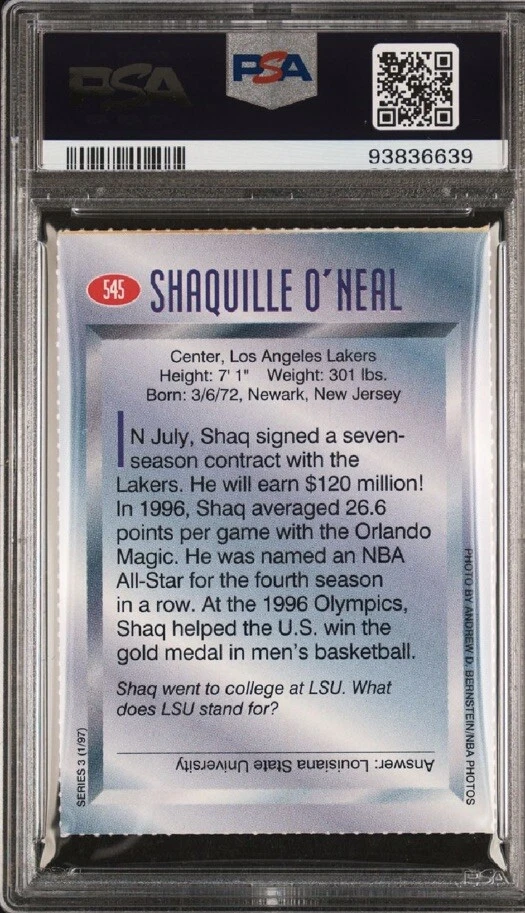 PSA
PSA
93836639
545 SHAQUILLE O'NEAL
Center, Los Angeles Lakers
Height: 7' 1" Weight: 301 lbs.
Born: 3/6/72, Newark, New Jersey
IN July, Shaq signed a seven-
season contract with the
Lakers. He will earn $120 million!
In 1996, Shaq averaged 26.6
points per game with the Orlando
Magic. He was named an NBA
All-Star for the fourth season
in a row. At the 1996 Olympics,
Shaq helped the U.S. win the
gold medal in men's basketball.
Shaq went to college at LSU. What
does LSU stand for?
Answer: Louisiana State University
SERIES 3 (1/97)
PHOTO BY ANDREW D. BERNSTEIN/NBA PHOTOS
PSA